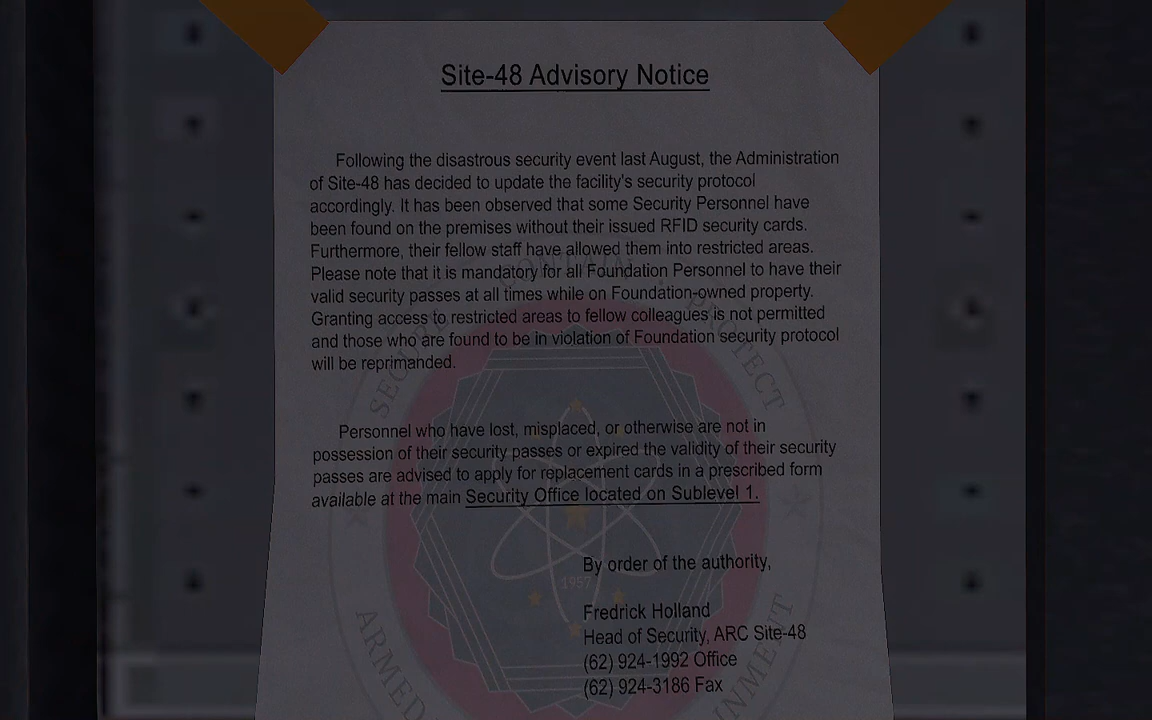 Site-48 Advisory Notice
Following the disastrous security event last August, the Administration
of Site-48 has decided to update the facility's security protocol
accordingly. It has been observed that some Security Personnel have
been found on the premises without their issued RFID security cards.
Furthermore, their fellow staff have allowed them into restricted areas.
Please note that it is mandatory for all Foundation Personnel to have their
valid security passes at all times while on Foundation-owned property.
Granting access to restricted areas to fellow colleagues is not permitted
and those who are found to be in violation of Foundation security protocol
will be reprimanded.
Personnel who have lost, misplaced, or otherwise are not in
possession of their security passes or expired the validity of their security
passes are advised to apply for replacement cards in a prescribed form
available at the main Security Office located on Sublevel 1.
By order of the authority,
Fredrick Holland
Head of Security, ARC Site-48
(62) 924-1992 Office
(62) 924-3186 Fax
SECURE · CONTAIN · PROTECT
1957
ARMED